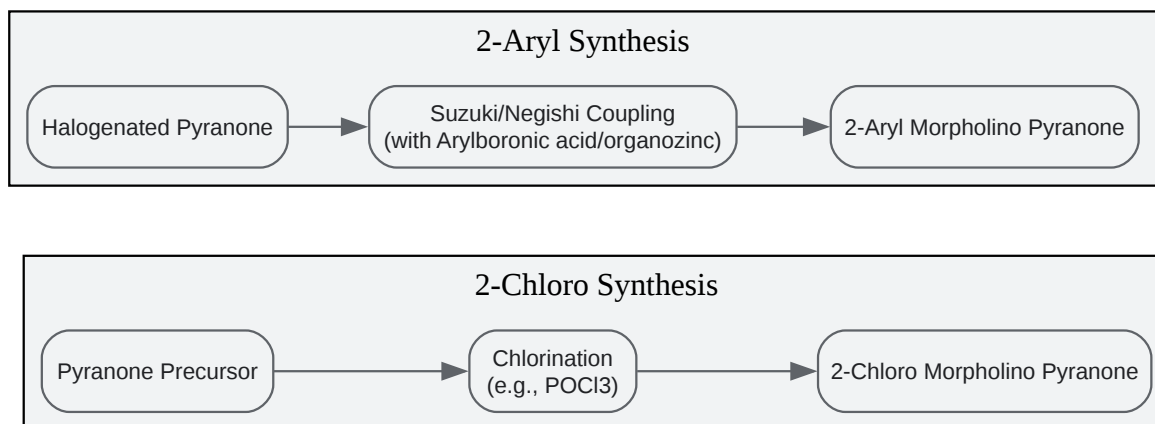 2-Aryl Synthesis
Halogenated Pyranone
Suzuki/Negishi Coupling
(with Arylboronic acid/organozinc)
2-Aryl Morpholino Pyranone
2-Chloro Synthesis
Pyranone Precursor
Chlorination
(e.g., POCl3)
2-Chloro Morpholino Pyranone